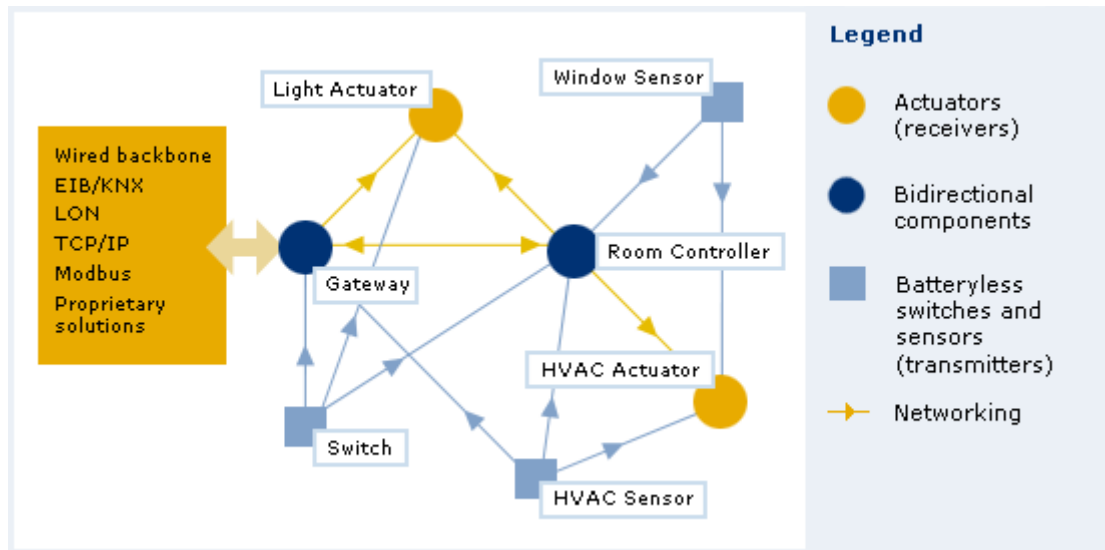 Light Actuator
Window Sensor
Wired backbone
EIB/KNX
LON
TCP/IP
Modbus
Proprietary
solutions
Gateway
Room Controller
HVAC Actuator
Switch
HVAC Sensor
Legend
Actuators
(receivers)
Bidirectional
components
Batteryless
switches and
sensors
(transmitters)
Networking